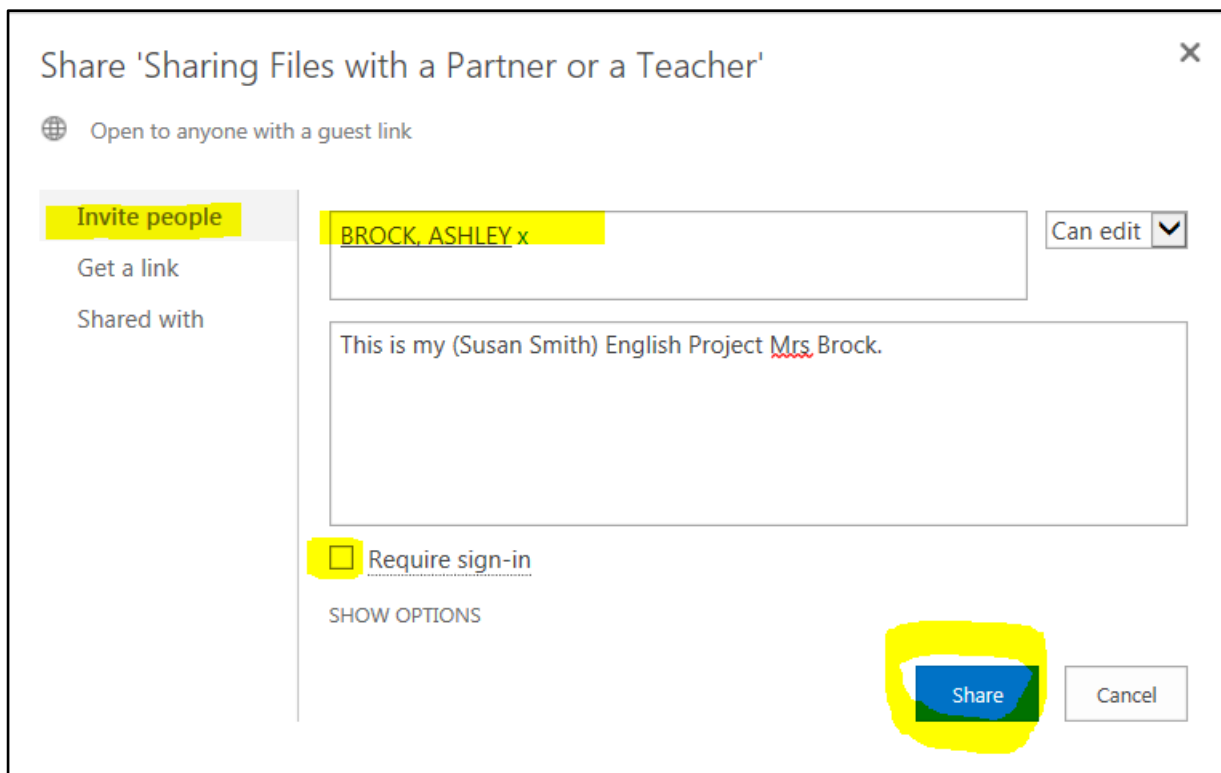 Share 'Sharing Files with a Partner or a Teacher'
Open to anyone with a guest link
Invite people
Get a link
Shared with
BROCK, ASHLEY x
Can edit
This is my (Susan Smith) English Project Mrs Brock.
Require sign-in
SHOW OPTIONS
Share
Cancel